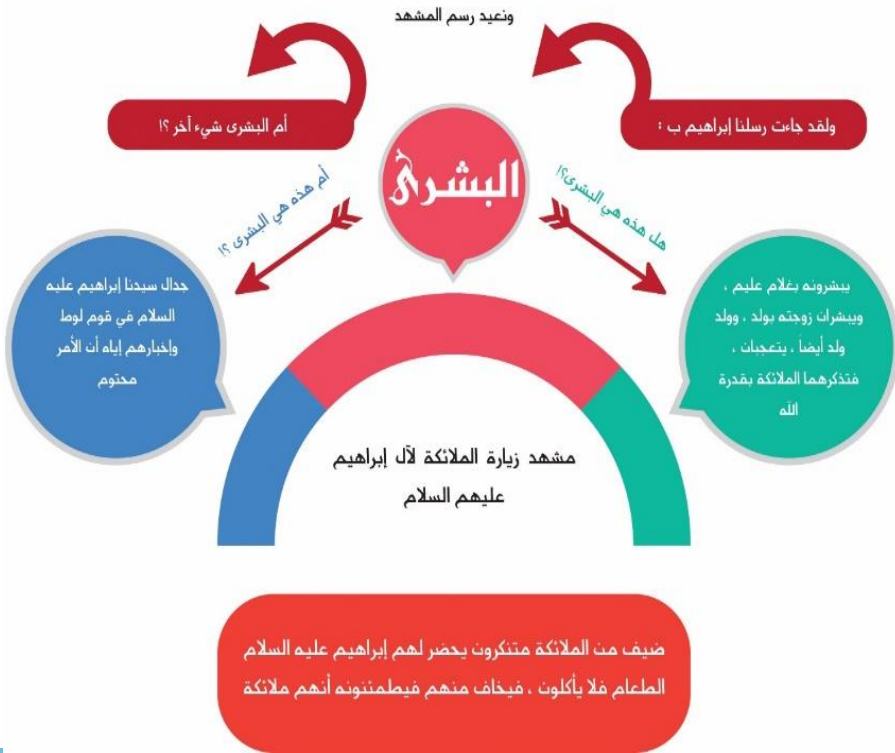 ونعيد رسم المشهد
ولقد جاءت رسلنا إبراهيم ب :
أم البشرى شيء آخر ؟!
البشرى
هل هذه هي البشرى؟!
أم هذه هي البشرى ؟!
يبشرونه بغلام عليم ،
ويبشران زوجته بولد ، وولد
ولد أيضاً ، يتعجبان ،
فتذكرهما الملائكة بقدرة
الله
جدال سيدنا إبراهيم عليه
السلام في قوم لوط
وإخبارهم إياه أن الأمر
محتوم
مشهد زيارة الملائكة لآل إبراهيم
عليهم السلام
ضيف من الملائكة متنكرون يحضر لهم إبراهيم عليه السلام
الطعام فلا يأكلون ، فيخاف منهم فيطمئنونه أنهم ملائكة